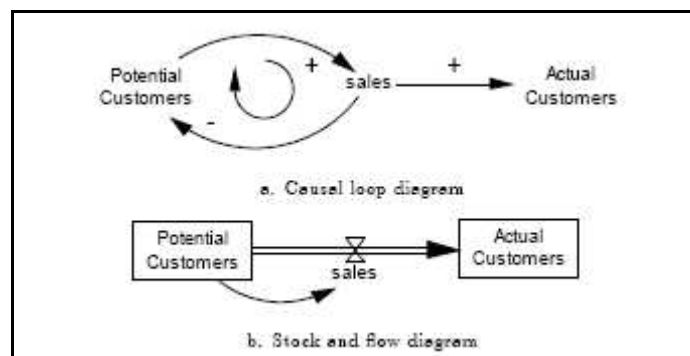 Potential
Customers
+
sales
+
Actual
Customers
-
a. Causal loop diagram
Potential
Customers
sales
Actual
Customers
b. Stock and flow diagram